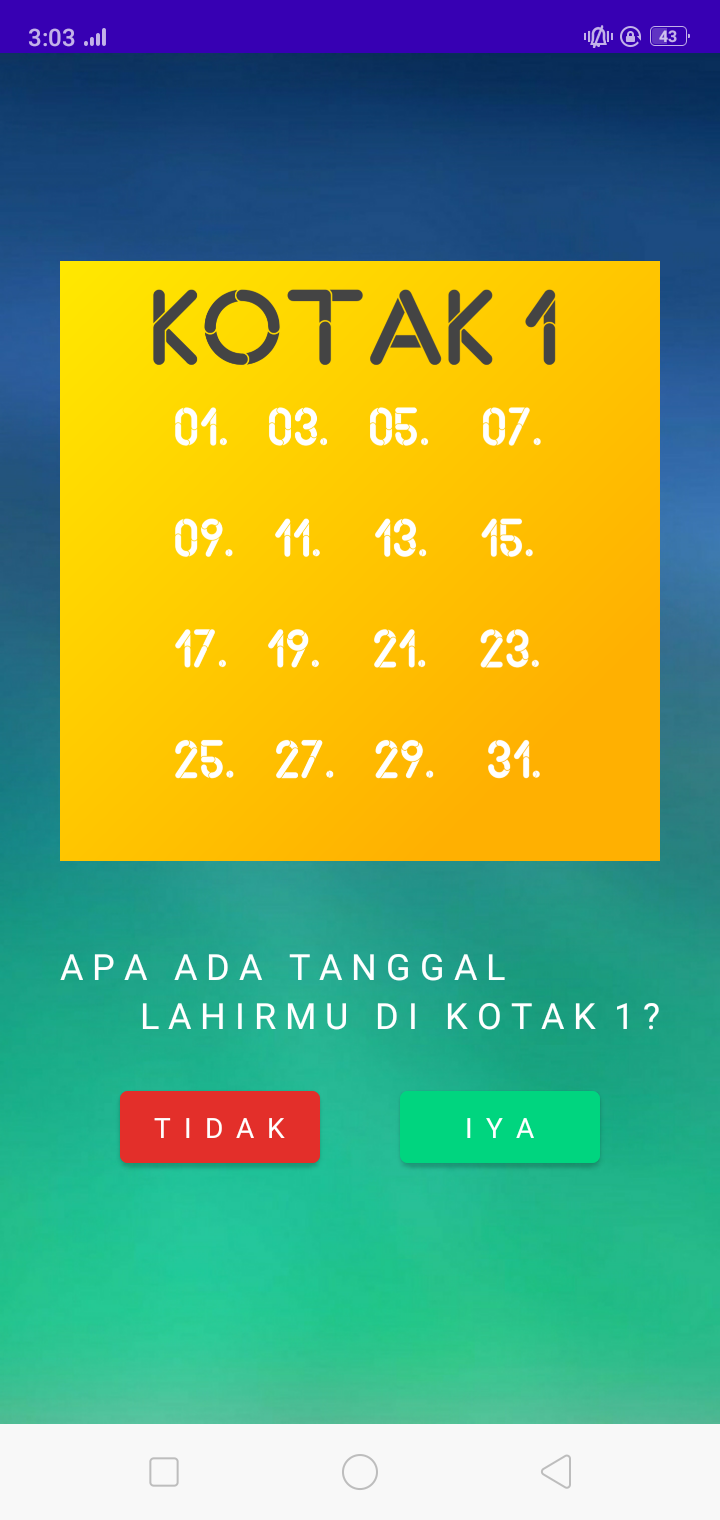 3:03
43
KOTAK 1
01. 03. 05. 07.
09. 11. 13. 15.
17. 19. 21. 23.
25. 27. 29. 31.
APA ADA TANGGAL
LAHIRMU DI KOTAK 1?
TIDAK
IYA